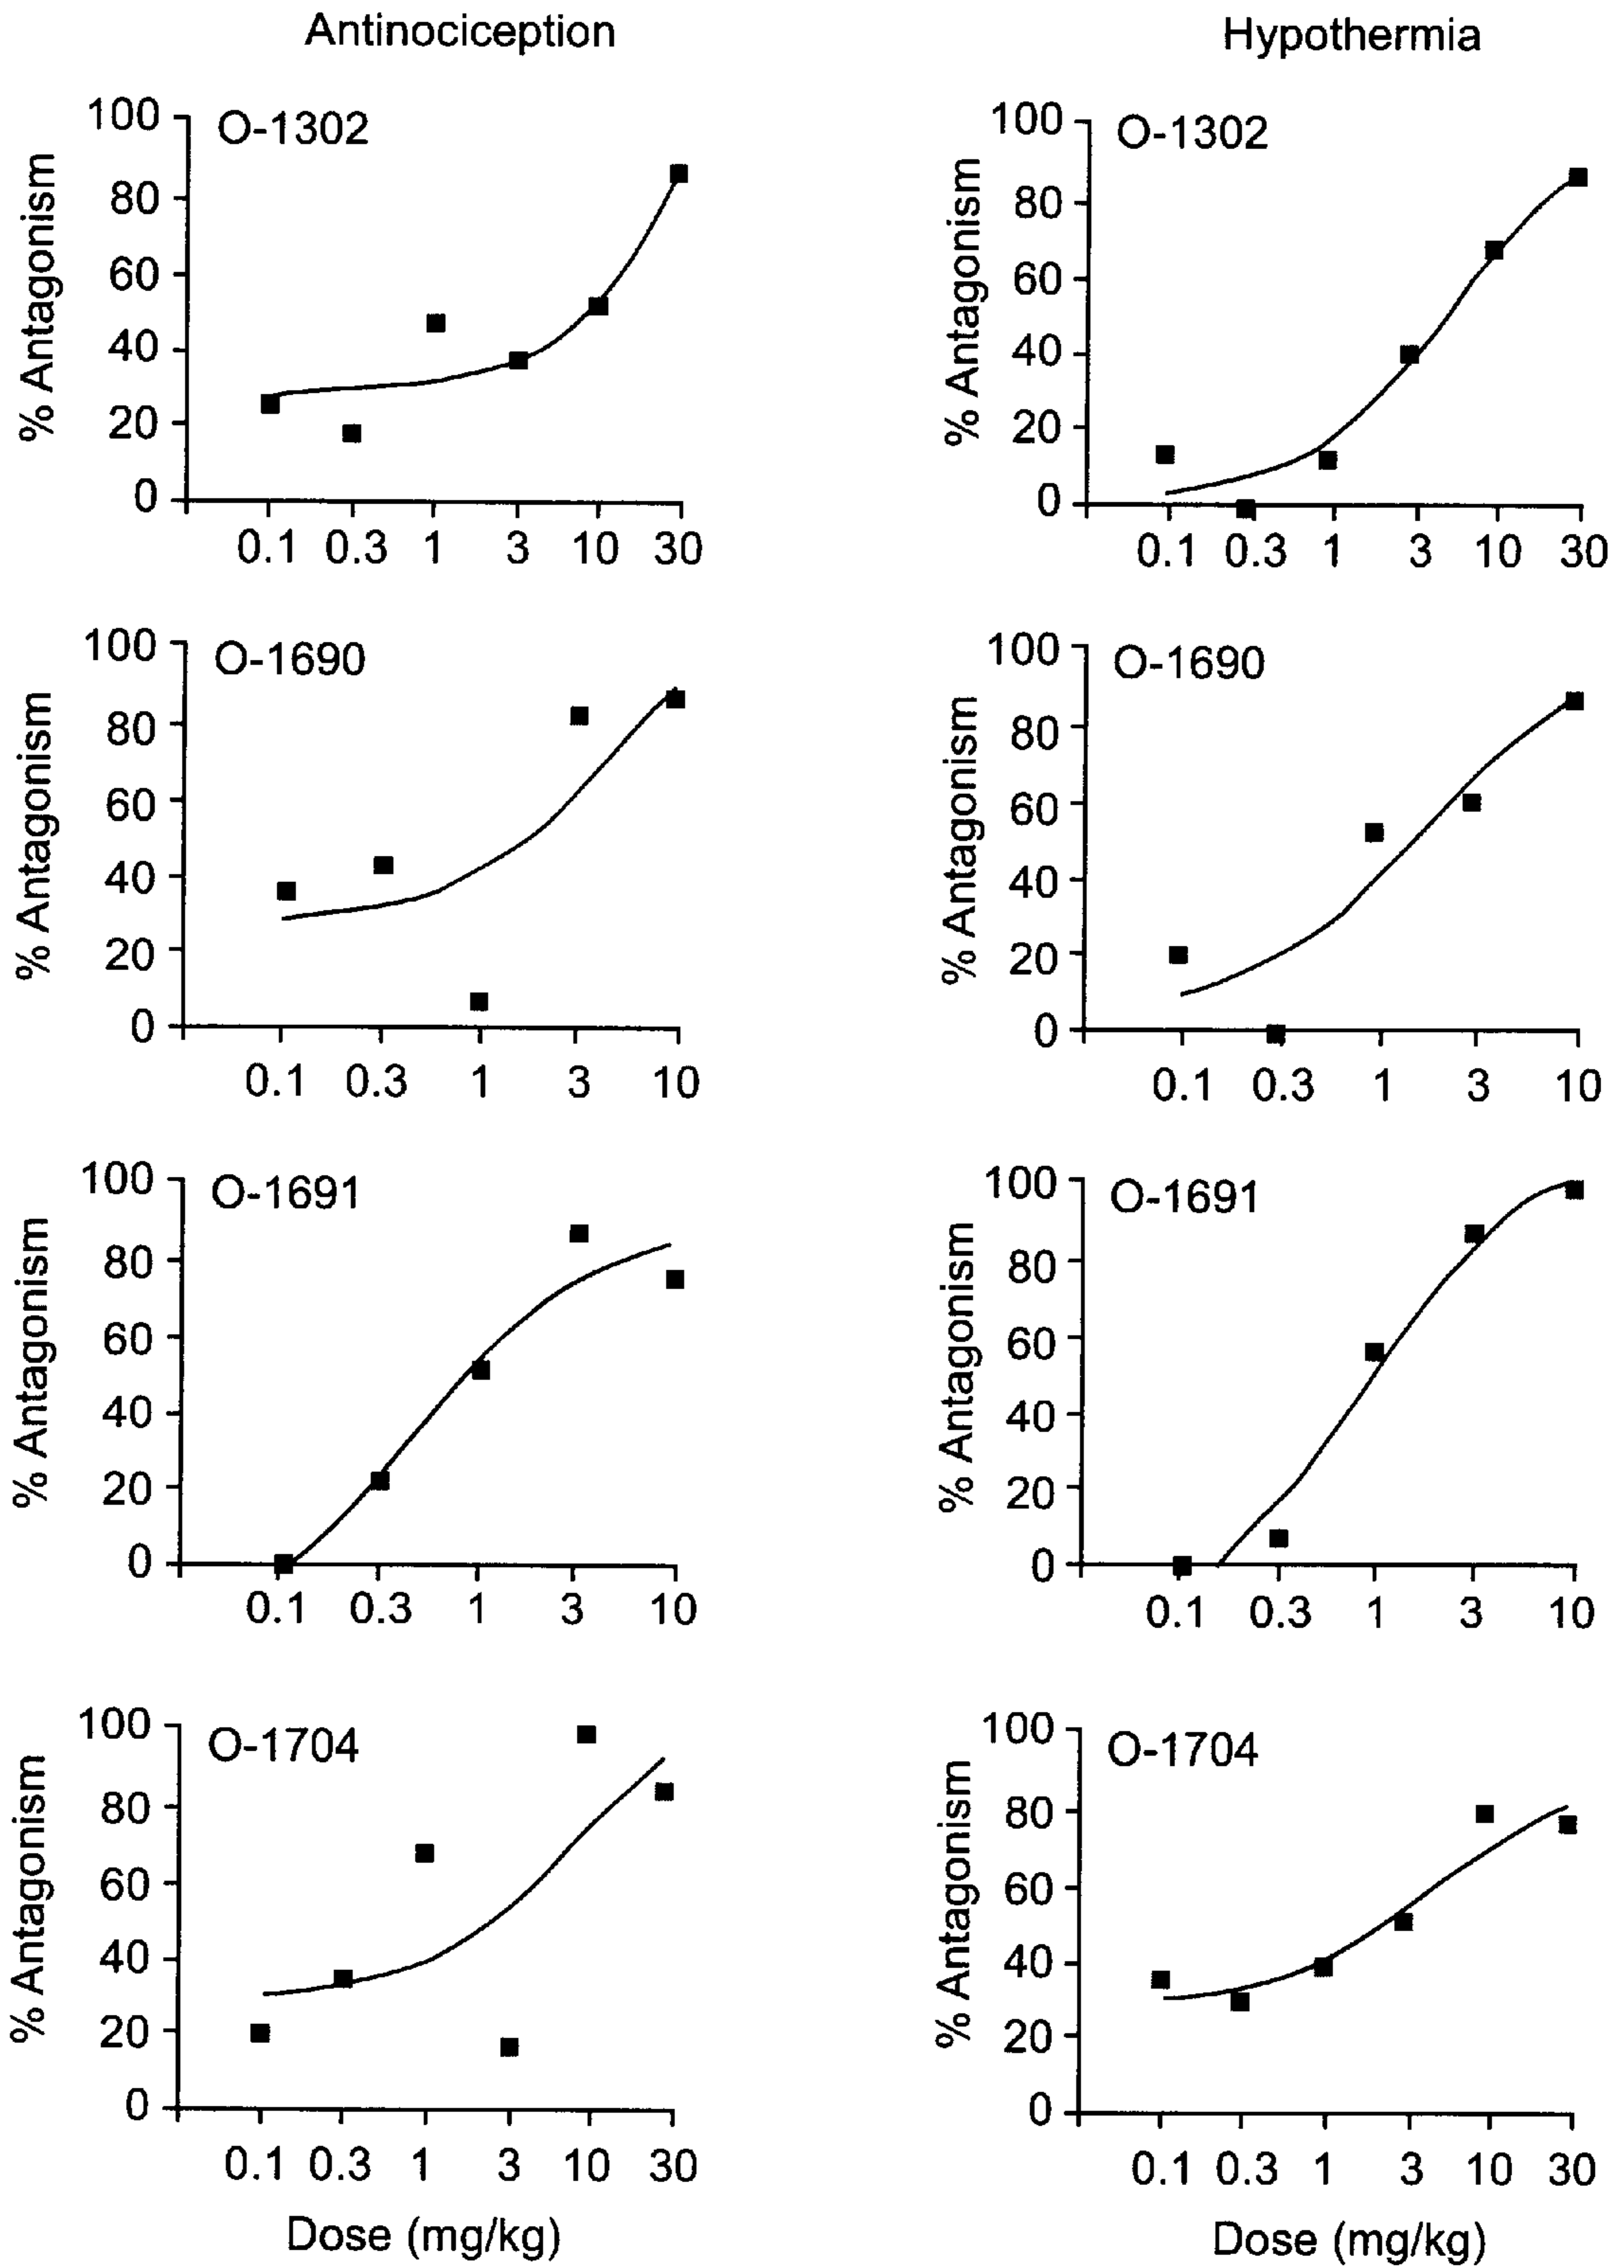 Antinociception
Hypothermia
100 O-1302
80
60
40
20
0
% Antagonism
0.1 0.3 1 3 10 30
100 O-1302
80
60
40
20
0
% Antagonism
0.1 0.3 1 3 10 30
100 O-1690
80
60
40
20
0
% Antagonism
0.1 0.3 1 3 10
100 O-1690
80
60
40
20
0
% Antagonism
0.1 0.3 1 3 10
100 O-1691
80
60
40
20
0
% Antagonism
0.1 0.3 1 3 10
100 O-1691
80
60
40
20
0
% Antagonism
0.1 0.3 1 3 10
100 O-1704
80
60
40
20
0
% Antagonism
0.1 0.3 1 3 10 30
Dose (mg/kg)
100 O-1704
80
60
40
20
0
% Antagonism
0.1 0.3 1 3 10 30
Dose (mg/kg)